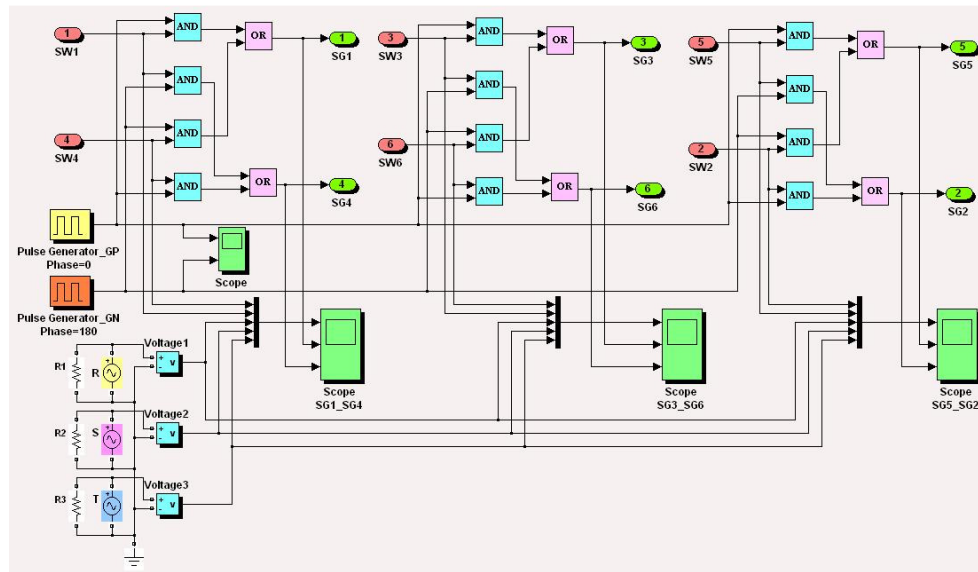 AND
OR
1
SW1
1
SG1
AND
AND
4
SW4
AND
OR
4
SG4
3
SW3
AND
OR
3
SG3
AND
AND
6
SW6
AND
OR
6
SG6
5
SW5
AND
OR
5
SG5
AND
AND
2
SW2
AND
OR
2
SG2
Pulse Generator_GP
Phase=0
Scope
Pulse Generator_GN
Phase=180
Scope
SG1_SG4
Scope
SG3_SG6
Scope
SG5_SG2
Voltage1
R1
R
+
+
-
v
Voltage2
R2
S
+
+
-
v
Voltage3
R3
T
+
+
-
v